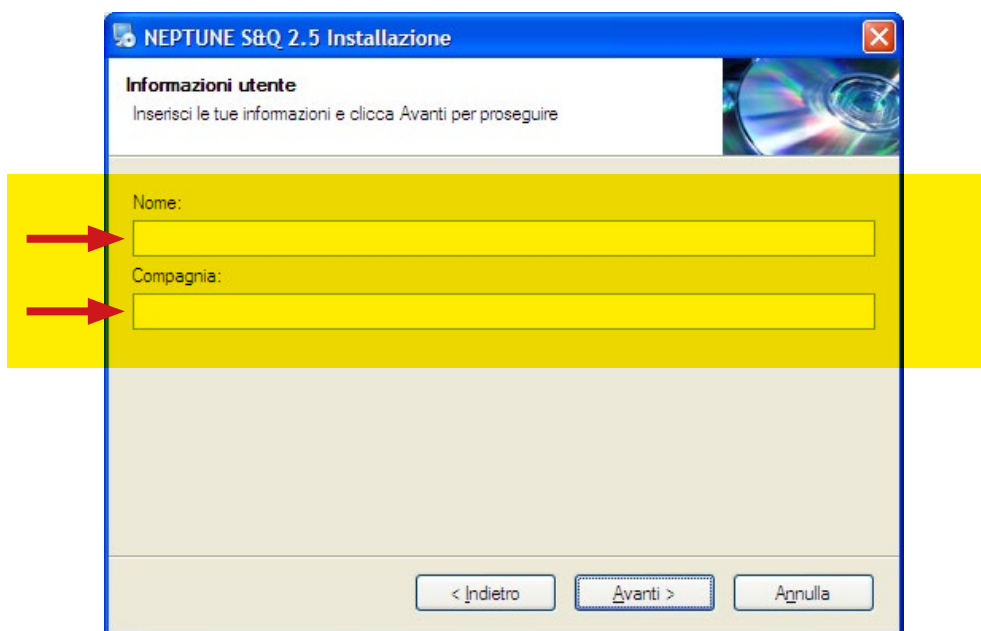 NEPTUNE S&Q 2.5 Installazione
Informazioni utente
Inserisci le tue informazioni e clicca Avanti per proseguire
Nome:
Compagnia:
< Indietro Avanti > Annulla